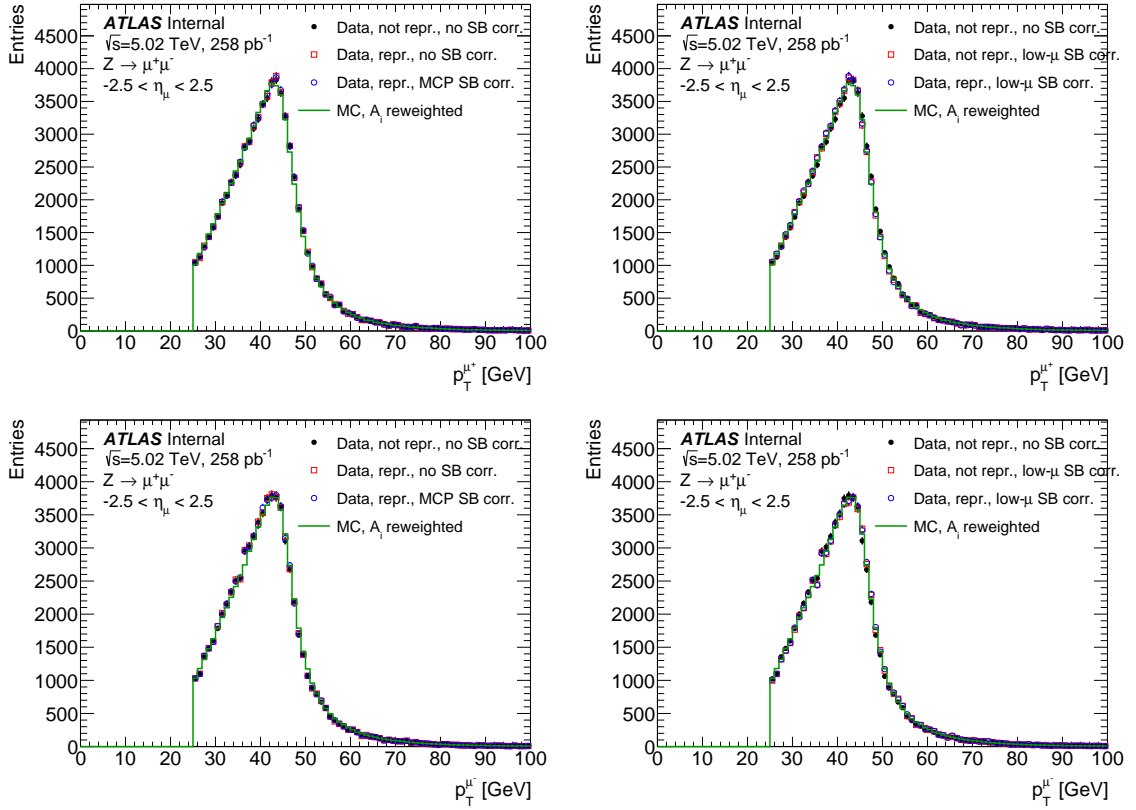 Entries
ATLAS Internal
√s=5.02 TeV, 258 pb⁻¹
Z → μ⁺μ⁻
-2.5 < η_μ < 2.5
Data, not repr., no SB corr.
Data, repr., no SB corr.
Data, repr., MCP SB corr.
MC, A_i reweighted
4500
4000
3500
3000
2500
2000
1500
1000
500
0
0 10 20 30 40 50 60 70 80 90 100
p_T^μ⁺ [GeV]
Entries
ATLAS Internal
√s=5.02 TeV, 258 pb⁻¹
Z → μ⁺μ⁻
-2.5 < η_μ < 2.5
Data, not repr., no SB corr.
Data, not repr., low-μ SB corr.
Data, repr., low-μ SB corr.
MC, A_i reweighted
4500
4000
3500
3000
2500
2000
1500
1000
500
0
20 30 40 50 60 70 80 90 100
p_T^μ⁺ [GeV]
Entries
ATLAS Internal
√s=5.02 TeV, 258 pb⁻¹
Z → μ⁺μ⁻
-2.5 < η_μ < 2.5
Data, not repr., no SB corr.
Data, repr., no SB corr.
Data, repr., MCP SB corr.
MC, A_i reweighted
4500
4000
3500
3000
2500
2000
1500
1000
500
0
0 10 20 30 40 50 60 70 80 90 100
p_T^μ⁻ [GeV]
Entries
ATLAS Internal
√s=5.02 TeV, 258 pb⁻¹
Z → μ⁺μ⁻
-2.5 < η_μ < 2.5
Data, not repr., no SB corr.
Data, not repr., low-μ SB corr.
Data, repr., low-μ SB corr.
MC, A_i reweighted
4500
4000
3500
3000
2500
2000
1500
1000
500
0
0 10 20 30 40 50 60 70 80 90 100
p_T^μ⁻ [GeV]